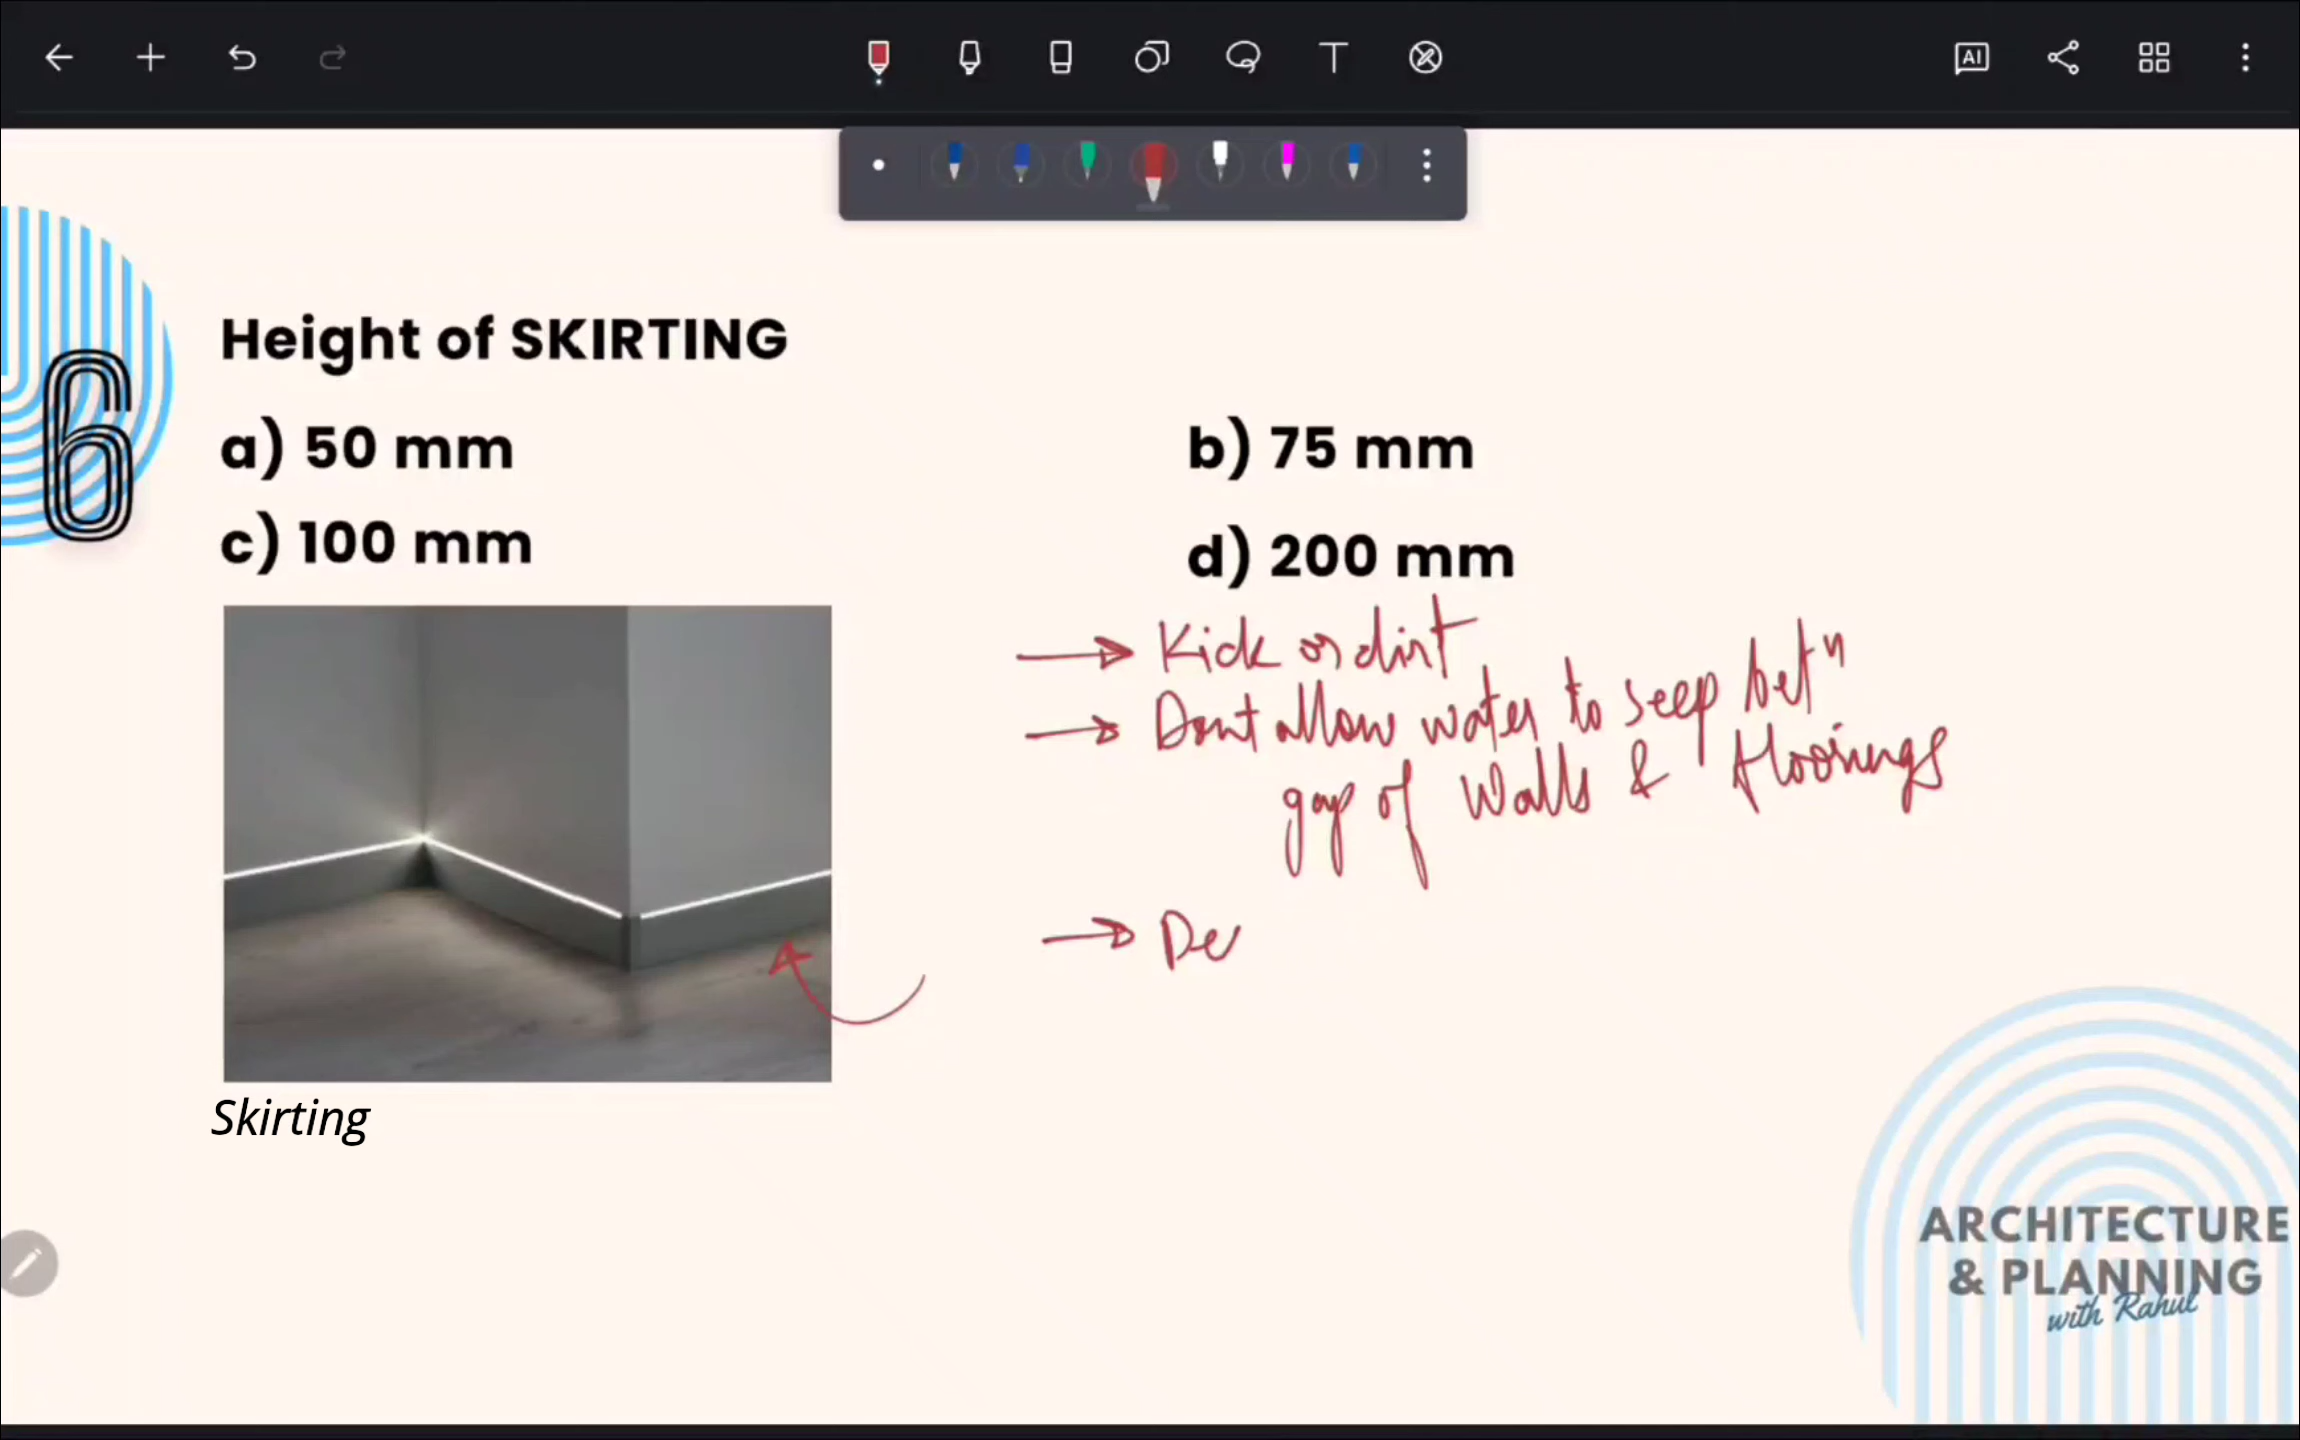 AI
6
Height of SKIRTING
a) 50 mm
b) 75 mm
c) 100 mm
d) 200 mm
→ Kick or dirt
→ Dont allow water to seep betn
gap of Walls & floorings
→ De
Skirting
ARCHITECTURE
& PLANNING
with Rahul